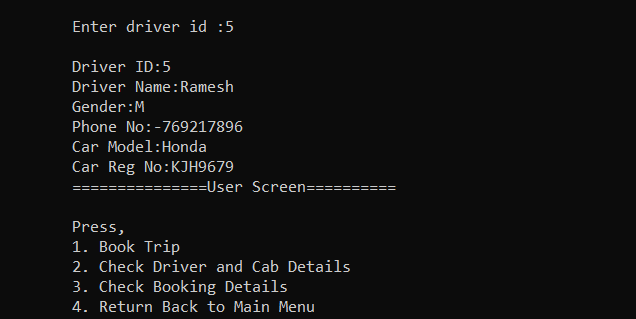 Enter driver id :5
Driver ID:5
Driver Name:Ramesh
Gender:M
Phone No:-769217896
Car Model:Honda
Car Reg No:KJH9679
===============User Screen==========
Press,
1. Book Trip
2. Check Driver and Cab Details
3. Check Booking Details
4. Return Back to Main Menu